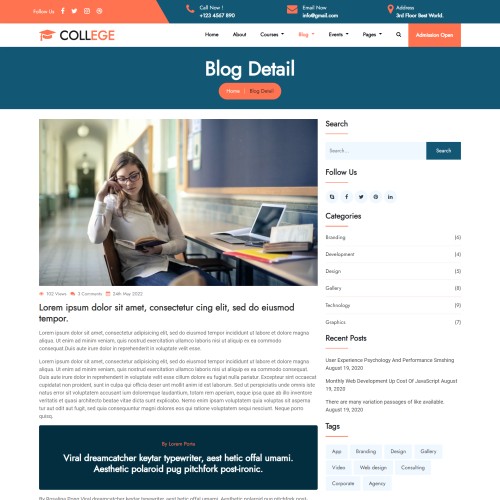 Follow Us
Call Now !
+123 4567 890
Email Now
info@gmail.com
Address
3rd Floor Best World.
COLLEGE
Home
About
Courses
Blog
Events
Pages
Admission Open
Blog Detail
Home | Blog Detail
192 Views 3 Comments 24th May 2022
Lorem ipsum dolor sit amet, consectetur cing elit, sed do eiusmod
tempor.
Lorem ipsum dolor sit amet, consectetur adipisicing elit, sed do eiusmod tempor incididunt ut labore et dolore magna
aliqua. Ut enim ad minim veniam, quis nostrud exercitation ullamco laboris nisi ut aliquip ex ea commodo
consequat.Duis aute irure dolor in reprehenderit in voluptate velit esse.
Lorem ipsum dolor sit amet, consectetur adipisicing elit, sed do eiusmod tempor incididunt ut labore et dolore magna
aliqua. Ut enim ad minim veniam, quis nostrud exercitation ullamco laboris nisi ut aliquip ex ea commodo consequat.
Duis aute irure dolor in reprehenderit in voluptate velit esse cillum dolore eu fugiat nulla pariatur. Excepteur sint occaecat
cupidatat non proident, sunt in culpa qui officia deserunt mollit anim id est laborum. Sed ut perspiciatis unde omnis iste
natus error sit voluptatem accusantium doloremque laudantium, totam rem aperiam, eaque ipsa quae ab illo inventore
veritatis et quasi architecto beatae vitae dicta sunt explicabo. Nemo enim ipsam voluptatem quia voluptas sit aspernatur
aut odit aut fugit, sed quia consequuntur magni dolores eos qui ratione voluptatem sequi nesciunt. Neque porro
quisq.
By Lorem Porta
Viral dreamcatcher keytar typewriter, aest hetic offal umami.
Aesthetic polaroid pug pitchfork post-ironic.
Search
Search...
Search
Follow Us
Categories
Branding (4)
Development (4)
Design (5)
Gallery (8)
Technology (9)
Graphics (7)
Recent Posts
User Experience Psychology And Performance Smshing
August 19, 2020
Monthly Web Development Up Cost Of JavaScript August
19, 2020
There are many variation passages of like available.
August 19, 2020
Tags
App
Branding
Design
Gallery
Video
Web design
Consulting
Corporate
Agency